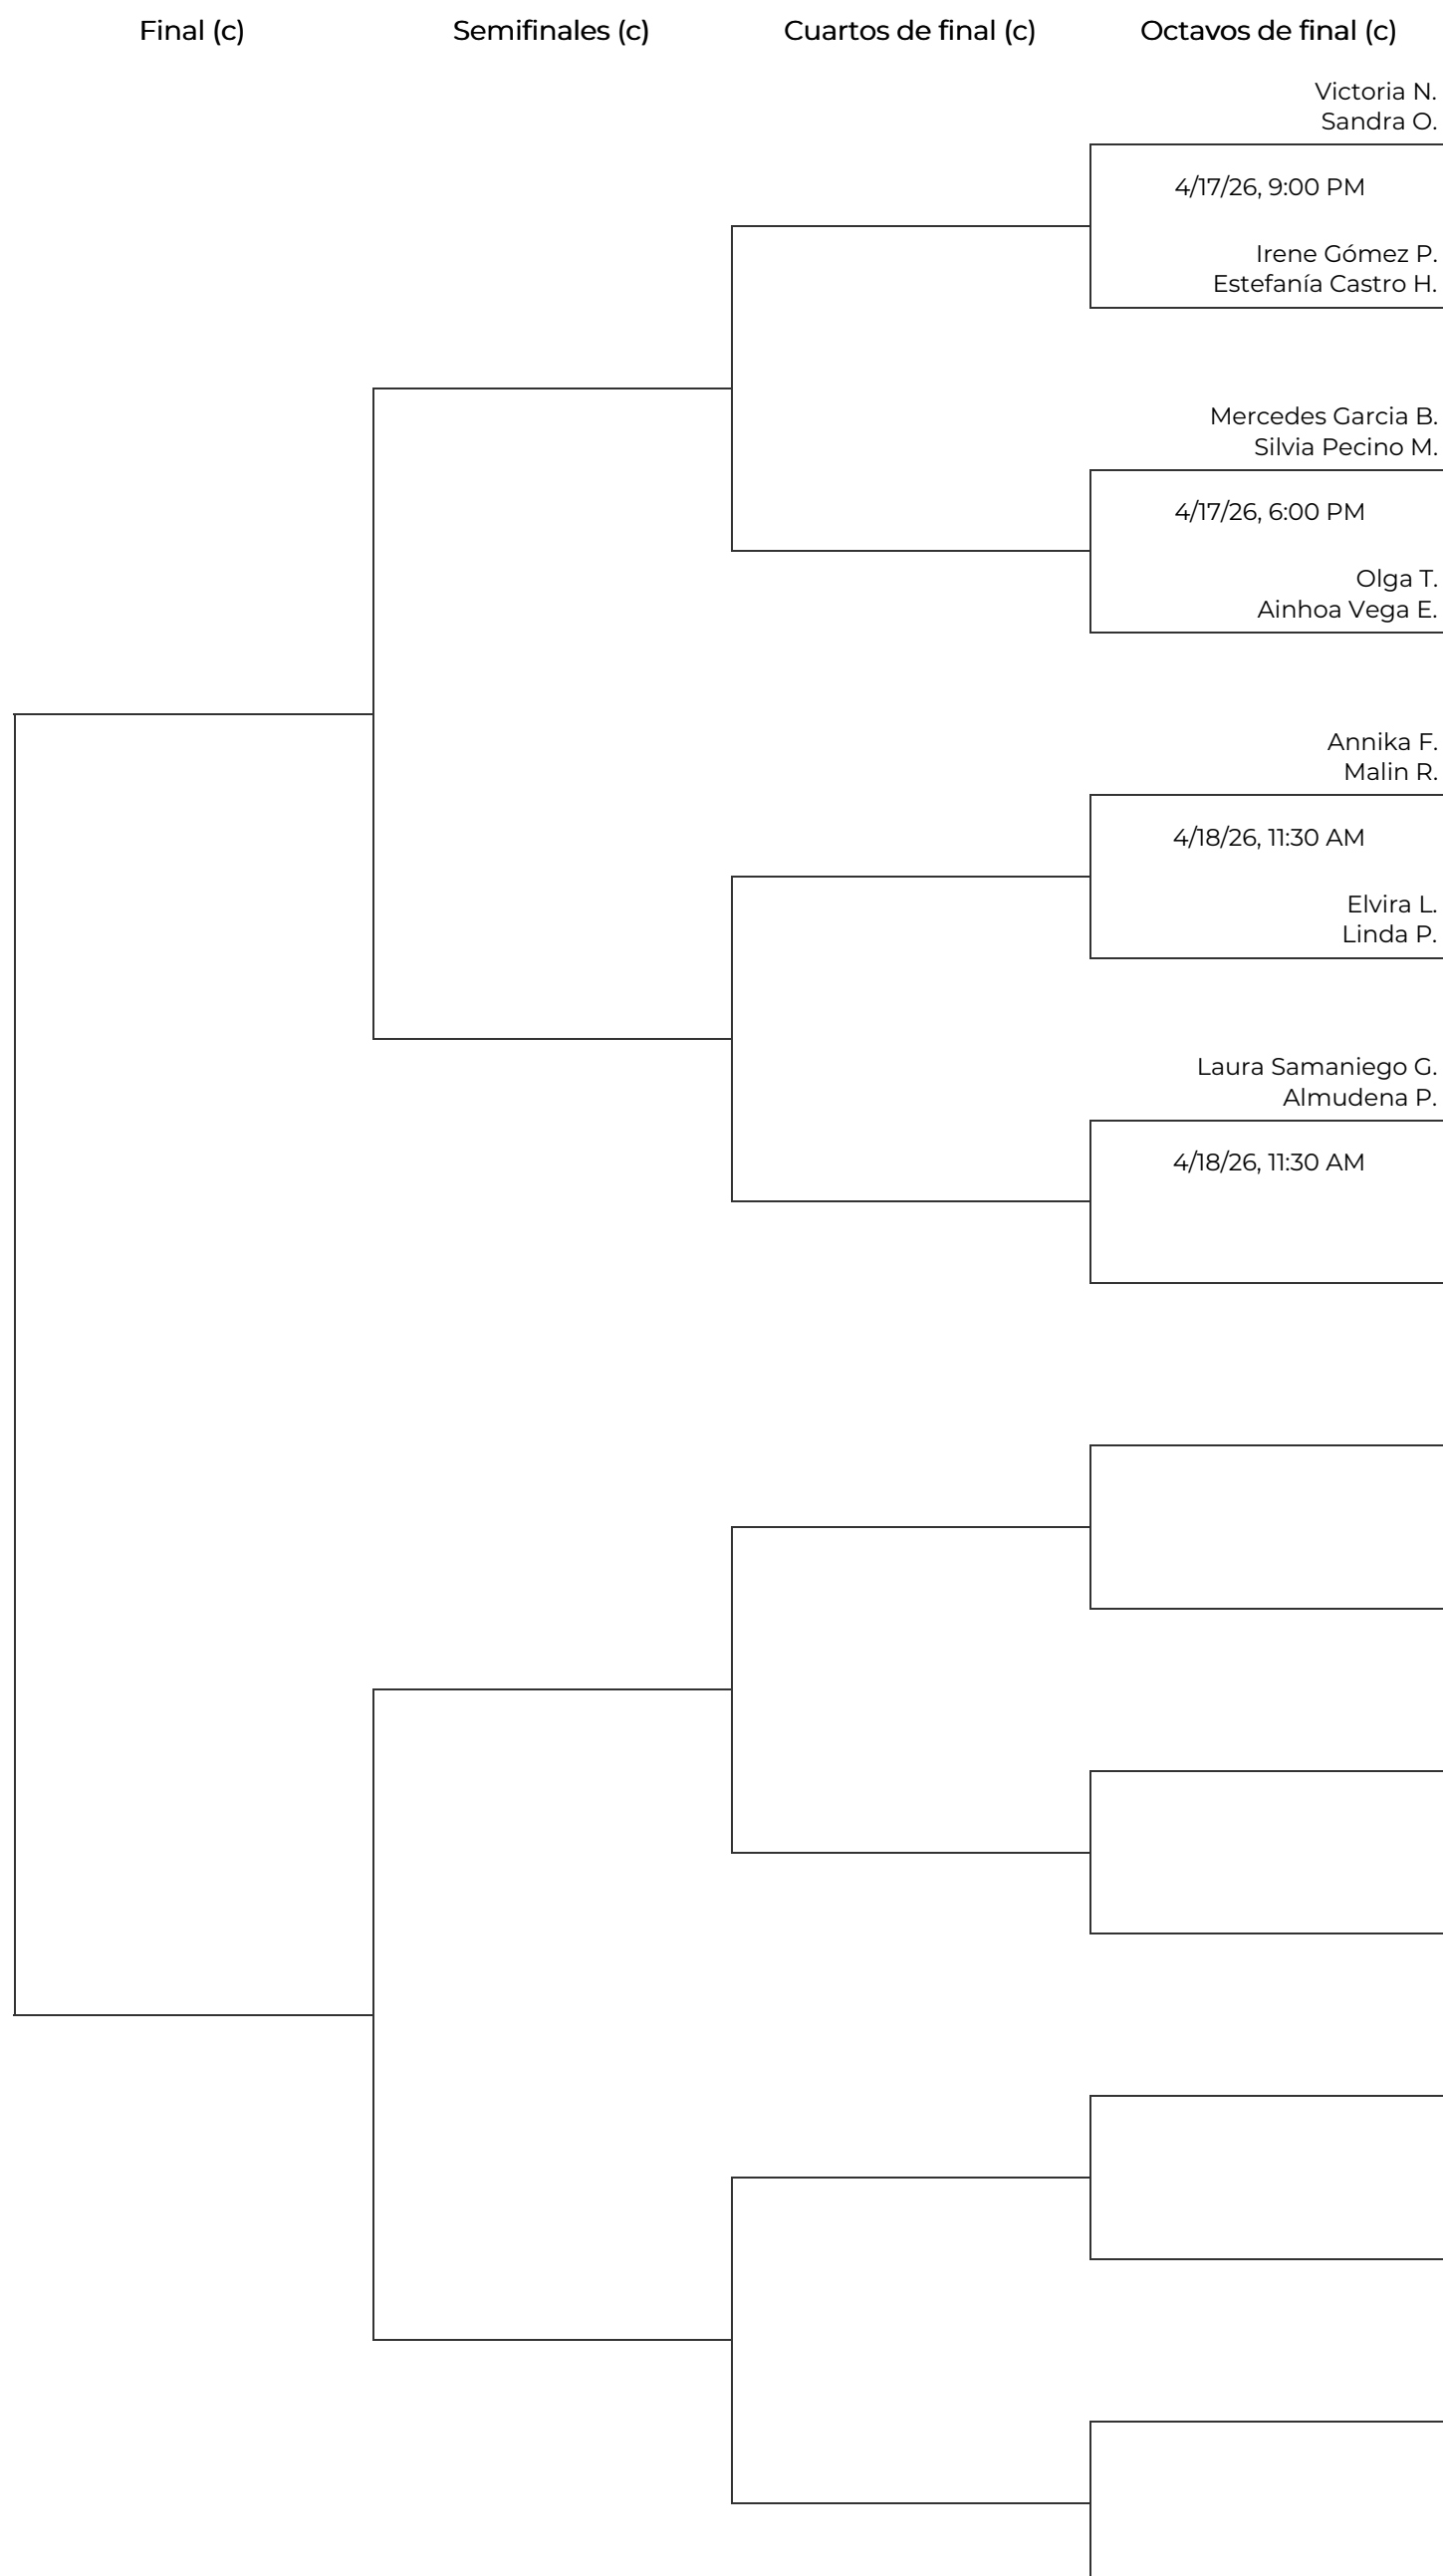 Final (c)
Semifinales (c)
Cuartos de final (c)
Octavos de final (c)
Victoria N.
Sandra O.
4/17/26, 9:00 PM
Irene Gómez P.
Estefanía Castro H.
Mercedes Garcia B.
Silvia Pecino M.
4/17/26, 6:00 PM
Olga T.
Ainhoa Vega E.
Annika F.
Malin R.
4/18/26, 11:30 AM
Elvira L.
Linda P.
Laura Samaniego G.
Almudena P.
4/18/26, 11:30 AM